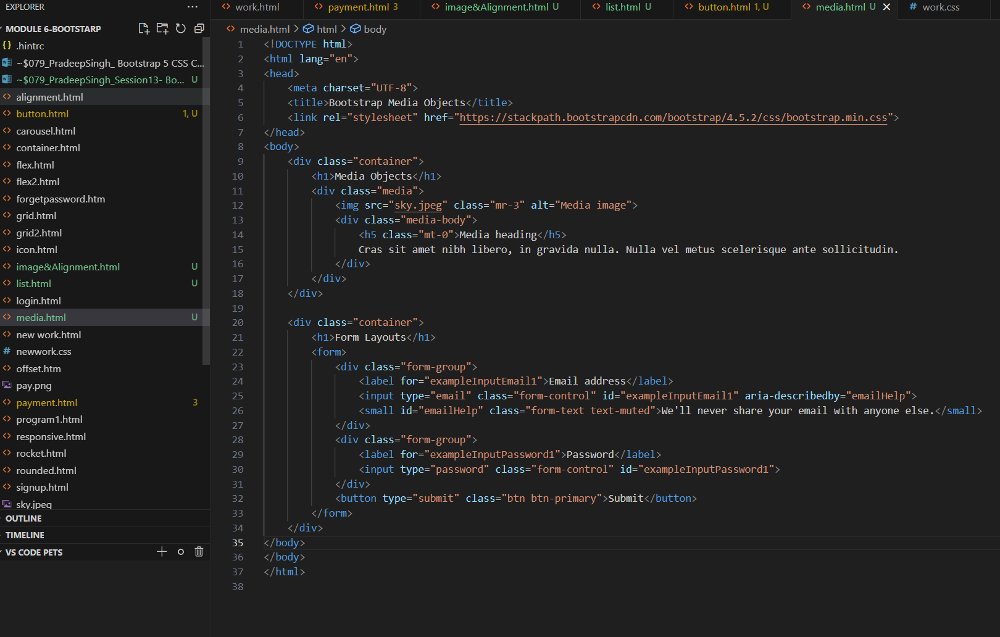 EXPLORER ...
MODULE 6-BOOTSTARP
{} .hintrc
~$079_PradeepSingh_ Bootstrap 5 CSS C...
~$079_PradeepSingh_Session13- Bo... U
<> alignment.html
<> button.html 1, U
<> carousel.html
<> container.html
<> flex.html
<> flex2.html
<> forgetpassword.htm
<> grid.html
<> grid2.html
<> icon.html
<> image&Alignment.html U
<> list.html U
<> login.html
<> media.html U
<> new work.html
# newwork.css
<> offset.htm
pay.png
<> payment.html 3
<> program1.html
<> responsive.html
<> rocket.html
<> rounded.html
<> signup.html
sky.jpeg
OUTLINE
TIMELINE
VS CODE PETS
<> work.html <> payment.html 3 <> image&Alignment.html U <> list.html U <> button.html 1, U <> media.html U # work.css
<> media.html > html > body
1 <!DOCTYPE html>
2 <html lang="en">
3 <head>
4 <meta charset="UTF-8">
5 <title>Bootstrap Media Objects</title>
6 <link rel="stylesheet" href="https://stackpath.bootstrapcdn.com/bootstrap/4.5.2/css/bootstrap.min.css">
7 </head>
8 <body>
9 <div class="container">
10 <h1>Media Objects</h1>
11 <div class="media">
12 <img src="sky.jpeg" class="mr-3" alt="Media image">
13 <div class="media-body">
14 <h5 class="mt-0">Media heading</h5>
15 Cras sit amet nibh libero, in gravida nulla. Nulla vel metus scelerisque ante sollicitudin.
16 </div>
17 </div>
18 </div>
19
20 <div class="container">
21 <h1>Form Layouts</h1>
22 <form>
23 <div class="form-group">
24 <label for="exampleInputEmail1">Email address</label>
25 <input type="email" class="form-control" id="exampleInputEmail1" aria-describedby="emailHelp">
26 <small id="emailHelp" class="form-text text-muted">We'll never share your email with anyone else.</small>
27 </div>
28 <div class="form-group">
29 <label for="exampleInputPassword1">Password</label>
30 <input type="password" class="form-control" id="exampleInputPassword1">
31 </div>
32 <button type="submit" class="btn btn-primary">Submit</button>
33 </form>
34 </div>
35 </body>
36 </body>
37 </html>
38